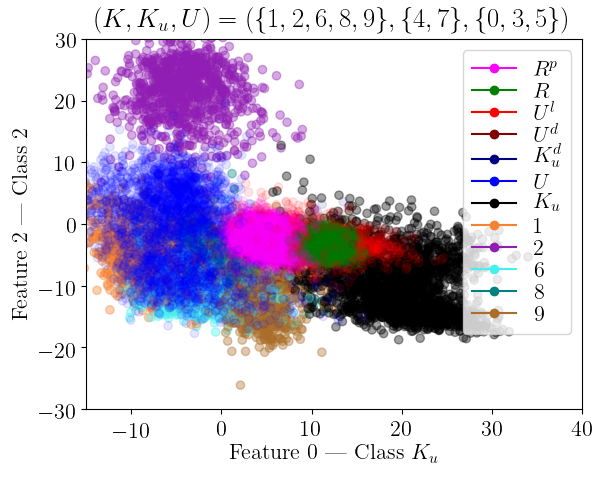 (K, K_u, U) = ({1, 2, 6, 8, 9}, {4, 7}, {0, 3, 5})
30
20
10
0
−10
−20
−30
Feature 2 — Class 2
−10
0
10
20
30
40
Feature 0 — Class K_u
R^p
R
U^l
U^d
K_u^d
U
K_u
1
2
6
8
9